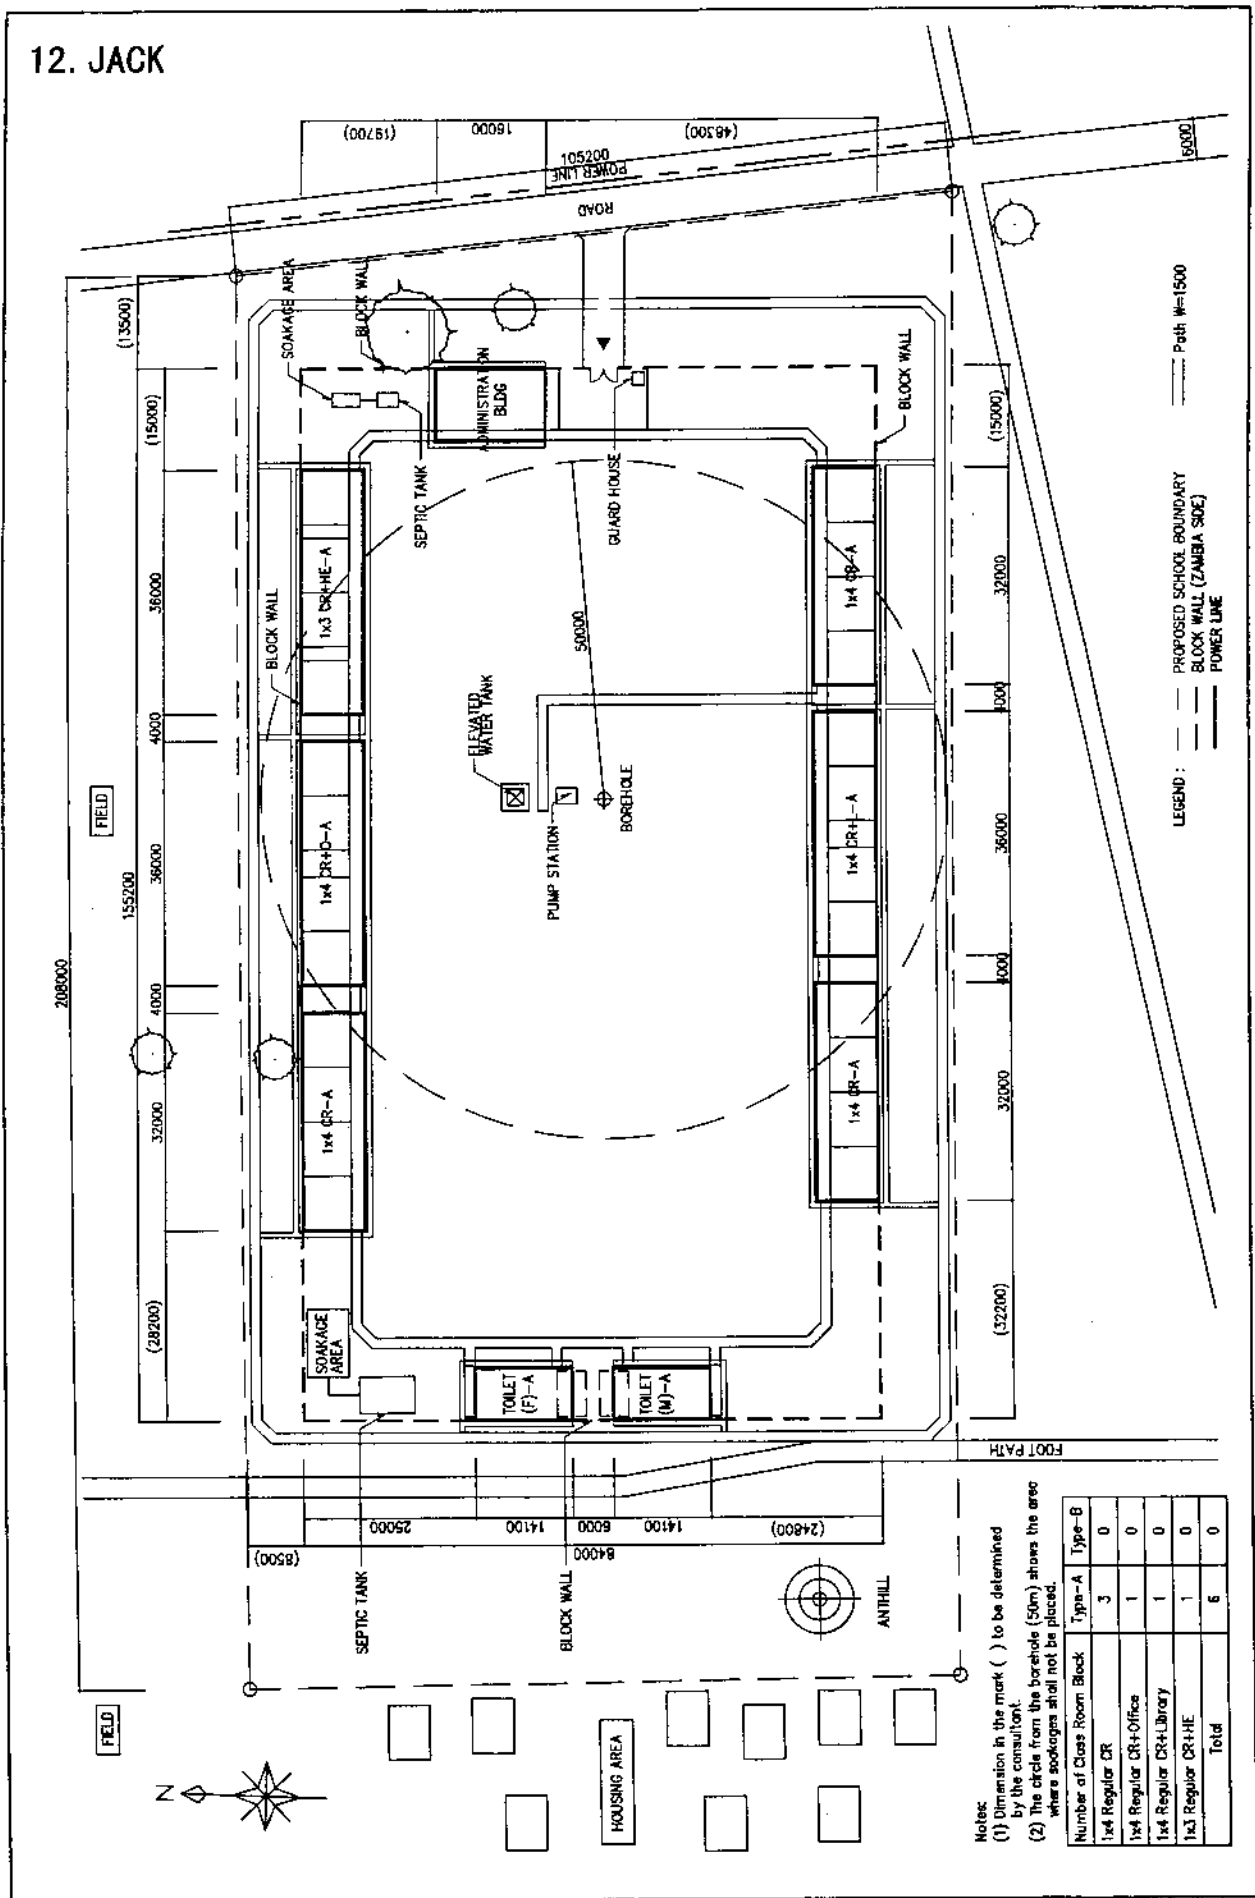 12. JACK
(19700)
16000
(48300)
105200
POWER LINE
ROAD
6000
208000
155200
(13500)
(15000)
36000
4000
36000
4000
32000
(28200)
FIELD
SOAKAGE AREA
BLOCK WALL
ADMINISTRATION
BLDG
SEPTIC TANK
GUARD HOUSE
BLOCK WALL
BLOCK WALL
1x3 CR+HE-A
1x4 CR+O-A
1x4 CR-A
50000
ELEVATED
WATER TANK
PUMP STATION
BOREHOLE
1x4 CR-A
1x4 CR+L-A
1x4 CR-A
(15000)
32000
4000
36000
4000
32000
(32200)
SOAKAGE
AREA
TOILET
(F)-A
TOILET
(M)-A
FOOT PATH
(8500)
25000
14100
6000
14100
(24800)
84000
SEPTIC TANK
BLOCK WALL
ANTHILL
FIELD
N
HOUSING AREA
LEGEND :
PROPOSED SCHOOL BOUNDARY
BLOCK WALL (ZAMBIA SIDE)
POWER LINE
Path W=1500
Notes:
(1) Dimension in the mark ( ) to be determined
by the consultant.
(2) The circle from the borehole (50m) shows the area
where soakages shall not be placed.
Number of Class Room Block Type-A Type-B
1x4 Regular CR 3 0
1x4 Regular CR+Office 1 0
1x4 Regular CR+Library 1 0
1x3 Regular CR+HE 1 0
Total 6 0